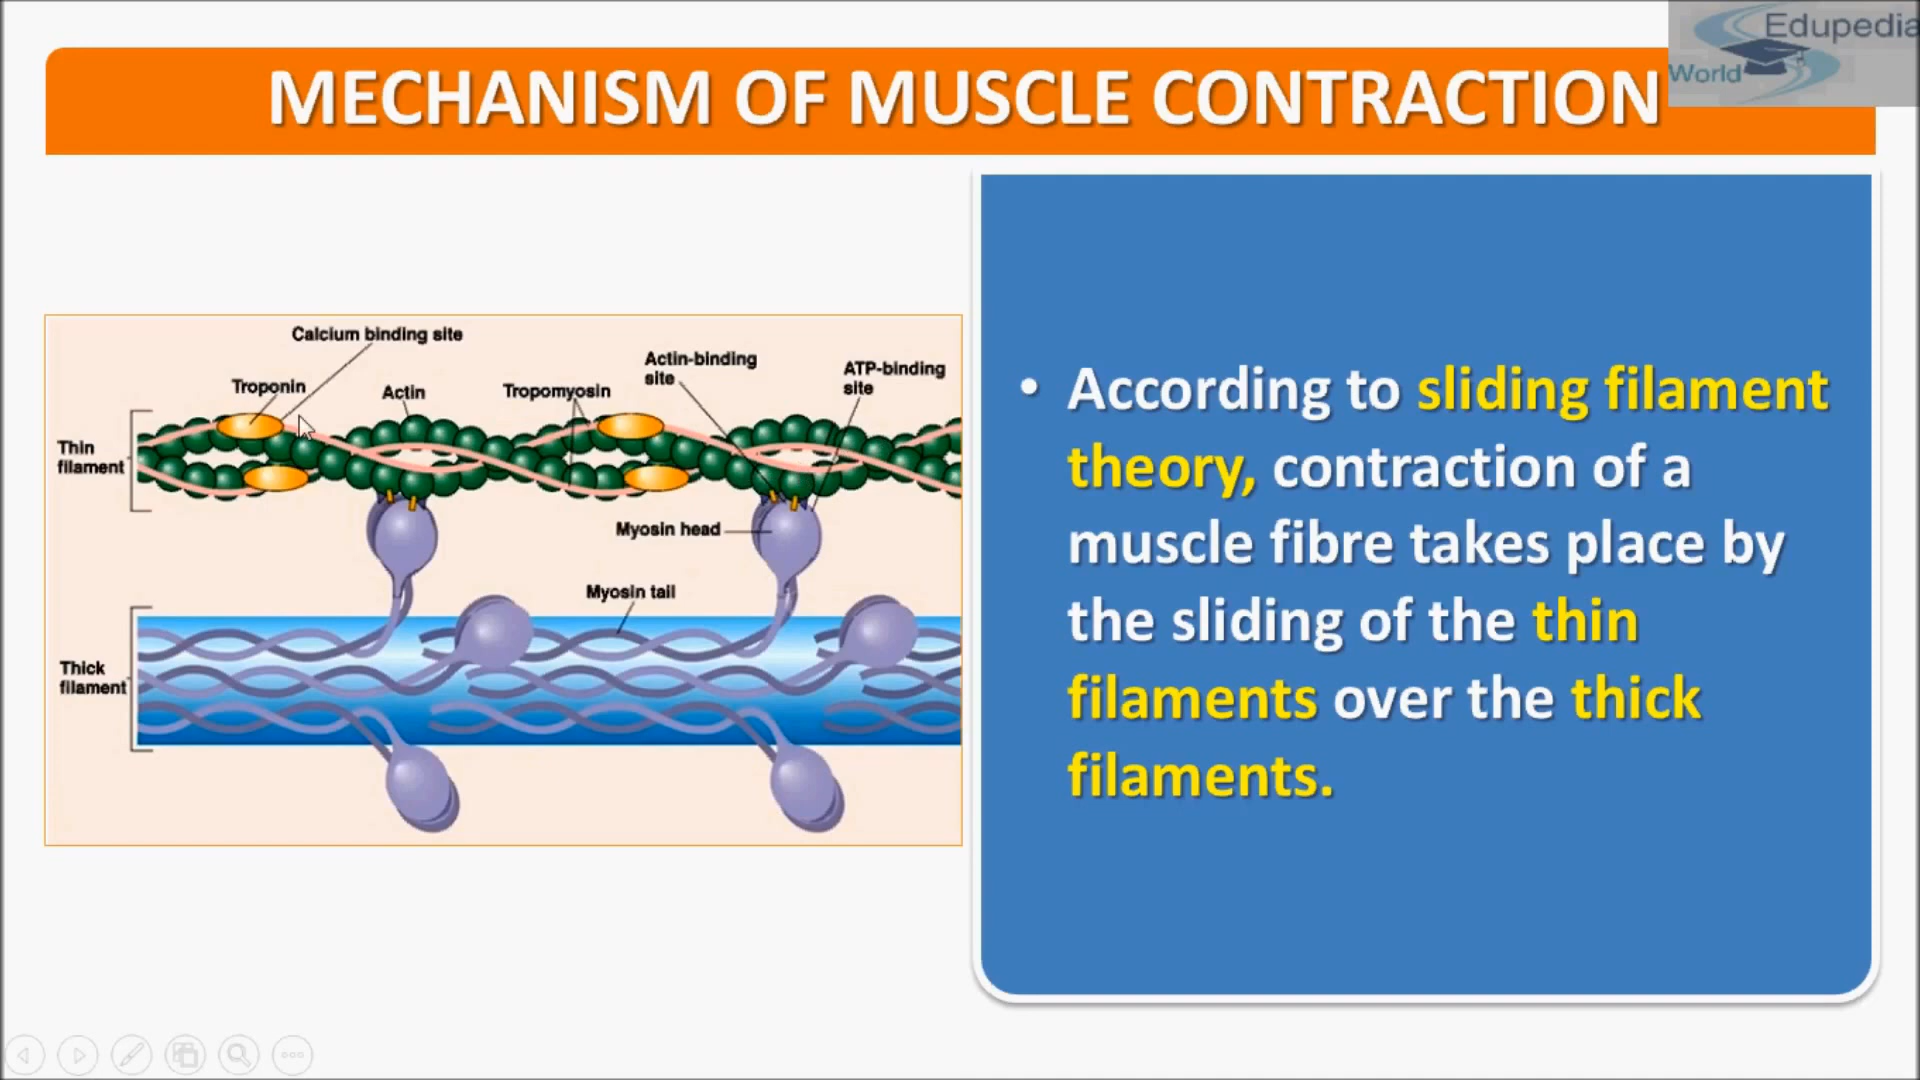 Edupedia
World
MECHANISM OF MUSCLE CONTRACTION
Calcium binding site
Troponin
Actin
Tropomyosin
Actin-binding
site
ATP-binding
site
Thin
filament
Myosin head
Myosin tail
Thick
filament
• According to sliding filament
theory, contraction of a
muscle fibre takes place by
the sliding of the thin
filaments over the thick
filaments.